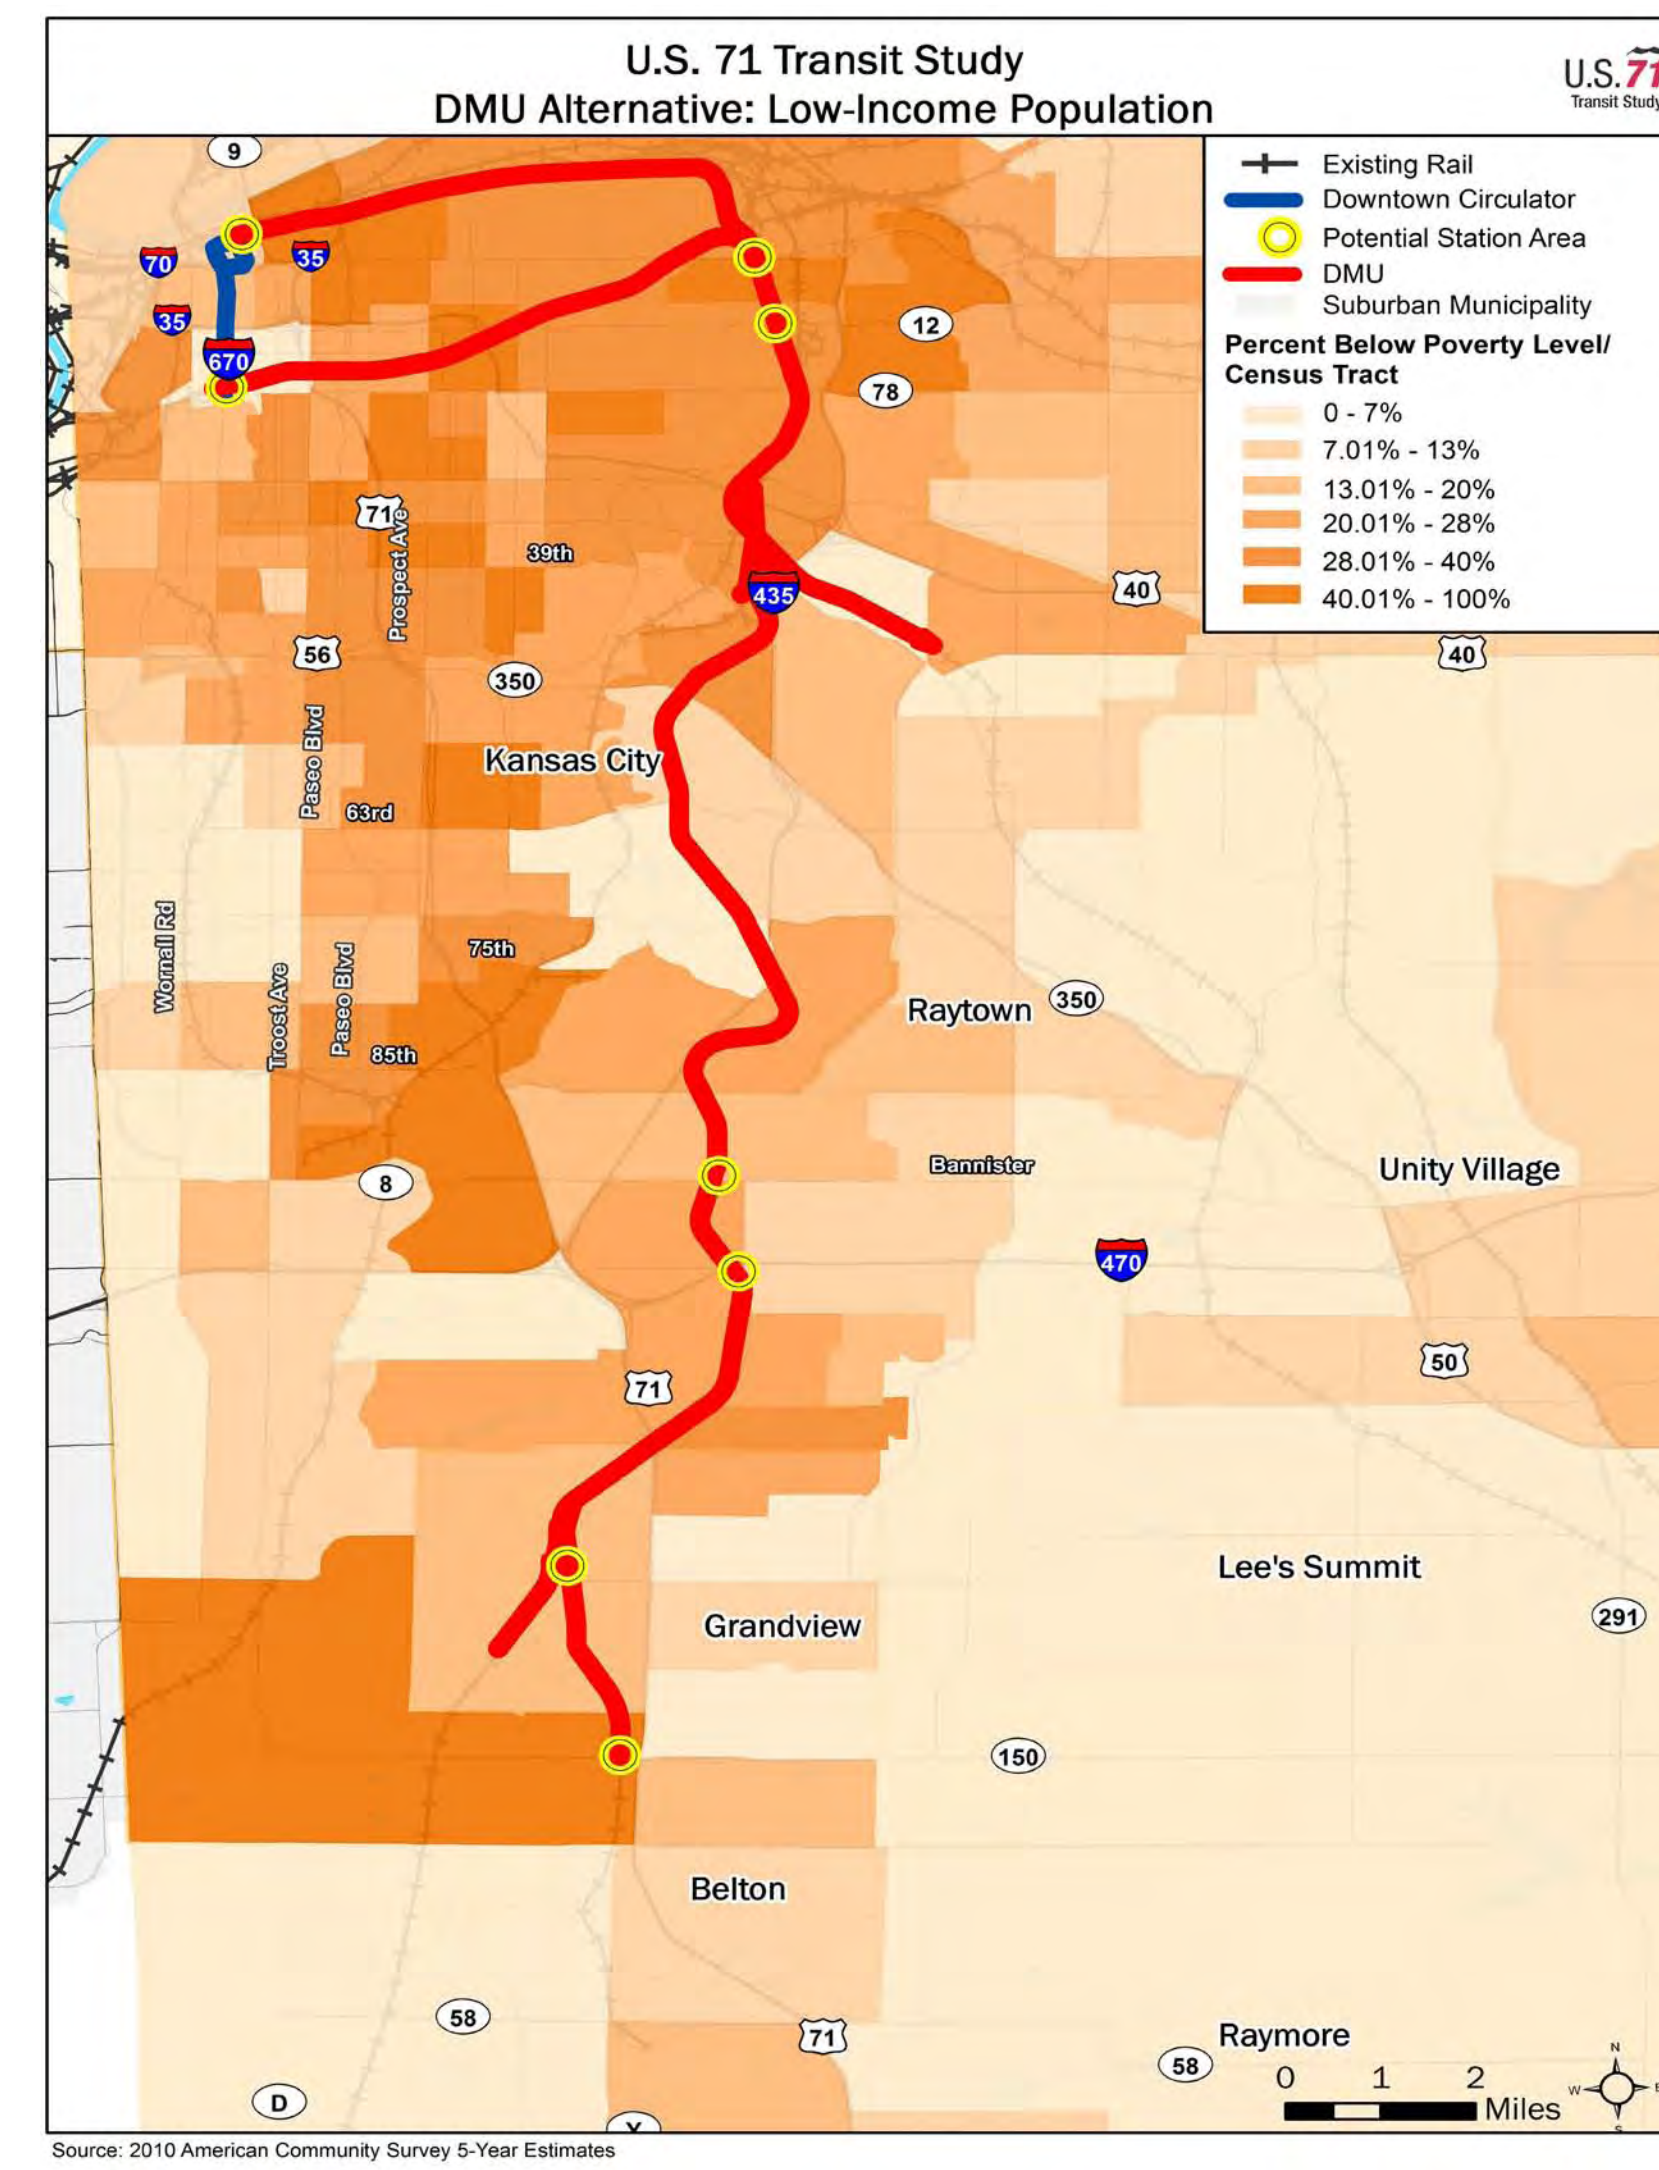 U.S. 71 Transit Study
DMU Alternative: Low-Income Population
U.S. 71
Transit Study
Existing Rail
Downtown Circulator
Potential Station Area
DMU
Suburban Municipality
Percent Below Poverty Level/
Census Tract
0 - 7%
7.01% - 13%
13.01% - 20%
20.01% - 28%
28.01% - 40%
40.01% - 100%
9
70
35
35
670
12
78
71
Prospect Ave
39th
435
40
40
56
350
Paseo Blvd
Kansas City
63rd
Wornall Rd
75th
Troost Ave
Paseo Blvd
85th
Raytown
350
8
Bannister
Unity Village
470
50
71
Lee's Summit
291
Grandview
150
Belton
58
71
Raymore
58
0 1 2
Miles
N
W
E
S
D
Y
Source: 2010 American Community Survey 5-Year Estimates